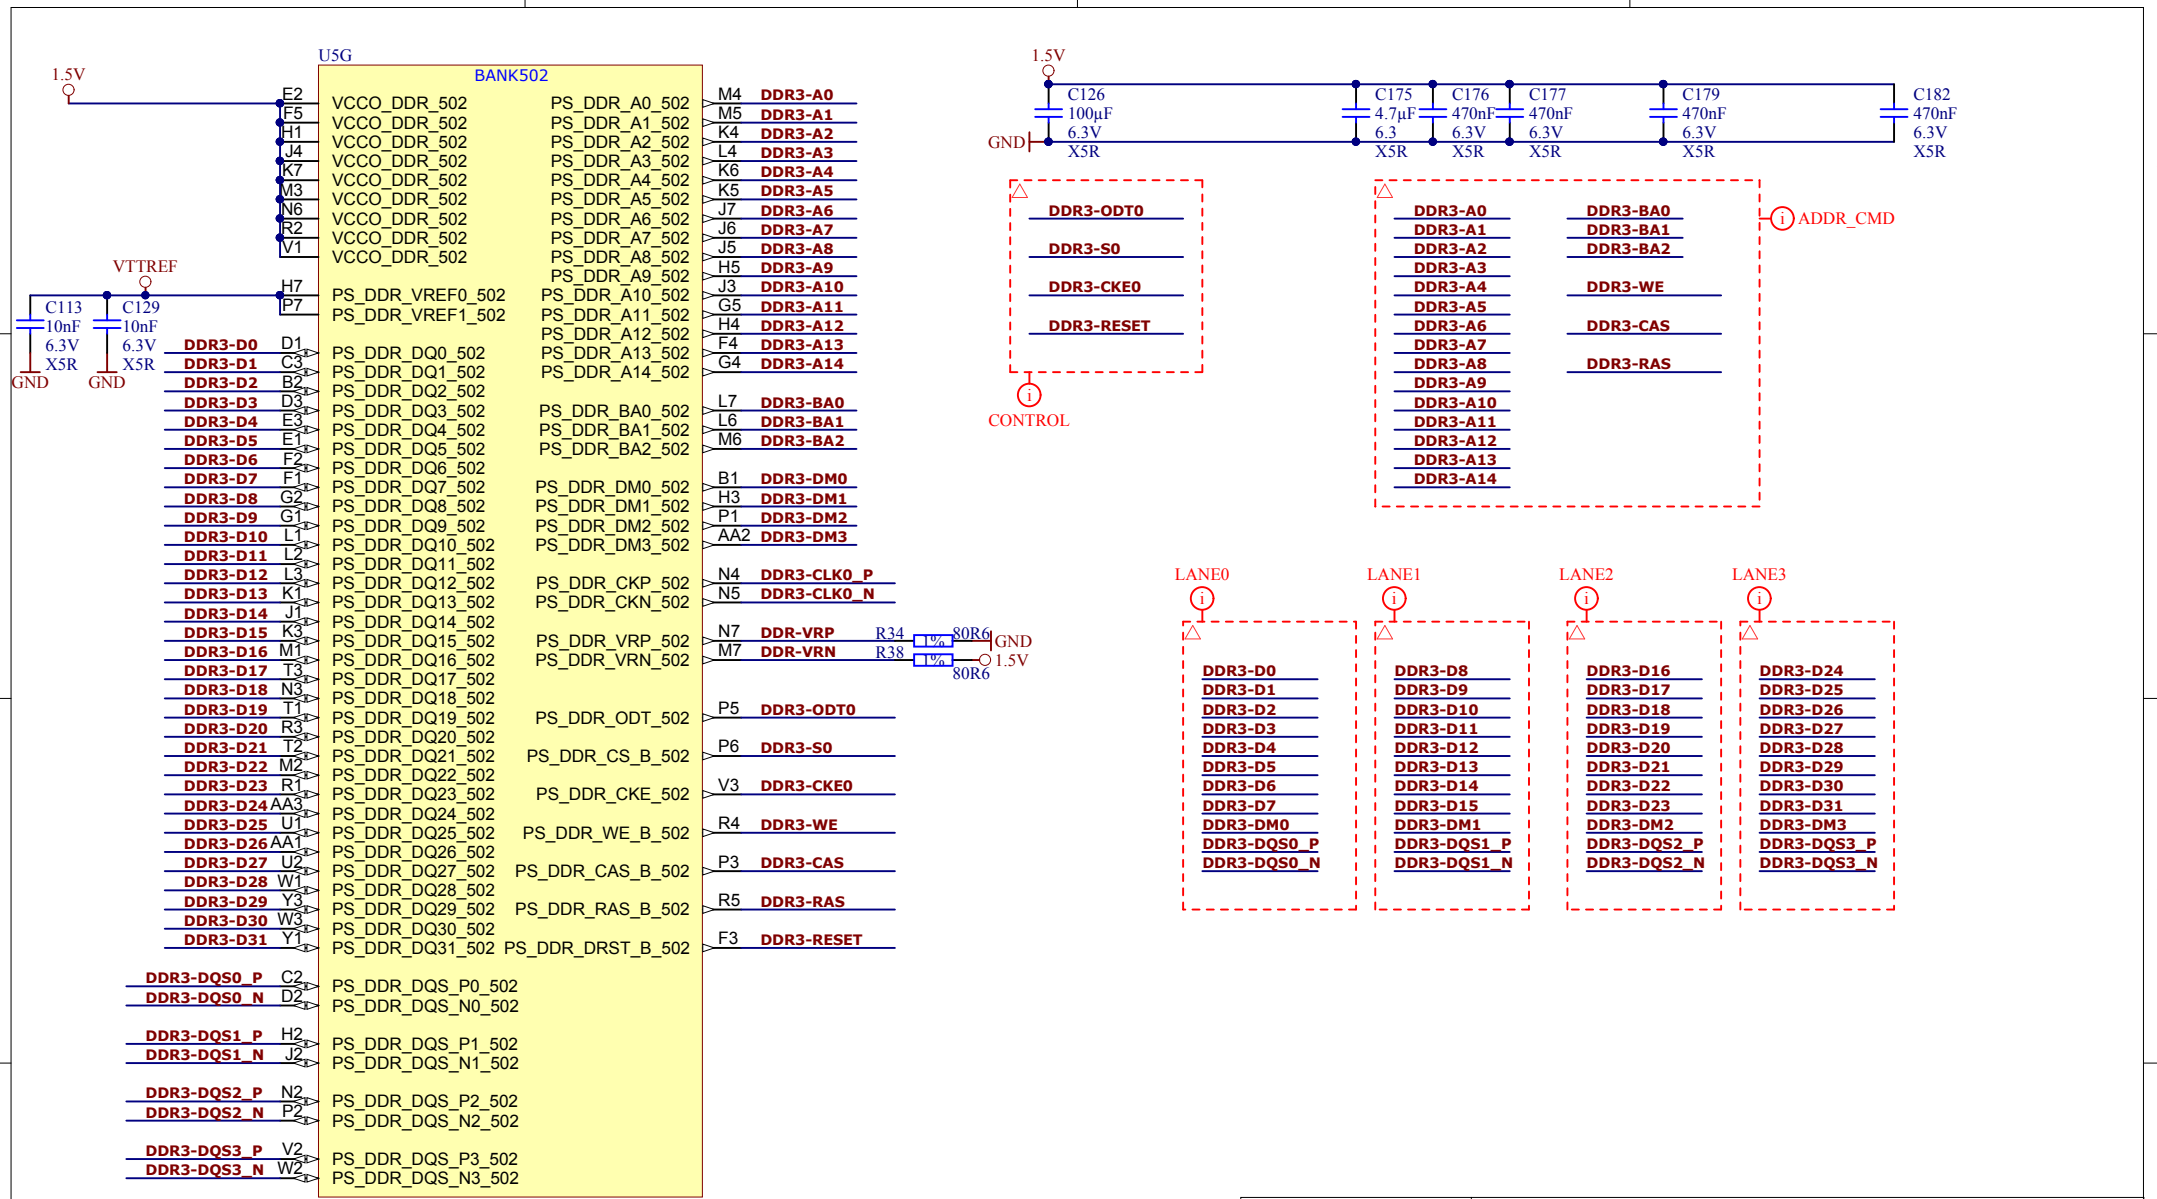 U5G
BANK502
1.5V
E2 VCCO_DDR_502
F5 VCCO_DDR_502
H1 VCCO_DDR_502
J4 VCCO_DDR_502
K7 VCCO_DDR_502
M3 VCCO_DDR_502
N6 VCCO_DDR_502
R2 VCCO_DDR_502
V1 VCCO_DDR_502
VTTREF
H7 PS_DDR_VREF0_502
P7 PS_DDR_VREF1_502
C113
10nF
6.3V
X5R
GND
C129
10nF
6.3V
X5R
GND
DDR3-D0 D1 PS_DDR_DQ0_502
DDR3-D1 C3 PS_DDR_DQ1_502
DDR3-D2 B2 PS_DDR_DQ2_502
DDR3-D3 D3 PS_DDR_DQ3_502
DDR3-D4 E3 PS_DDR_DQ4_502
DDR3-D5 E1 PS_DDR_DQ5_502
DDR3-D6 F2 PS_DDR_DQ6_502
DDR3-D7 F1 PS_DDR_DQ7_502
DDR3-D8 G2 PS_DDR_DQ8_502
DDR3-D9 G1 PS_DDR_DQ9_502
DDR3-D10 L1 PS_DDR_DQ10_502
DDR3-D11 L2 PS_DDR_DQ11_502
DDR3-D12 L3 PS_DDR_DQ12_502
DDR3-D13 K1 PS_DDR_DQ13_502
DDR3-D14 J1 PS_DDR_DQ14_502
DDR3-D15 K3 PS_DDR_DQ15_502
DDR3-D16 M1 PS_DDR_DQ16_502
DDR3-D17 T3 PS_DDR_DQ17_502
DDR3-D18 N3 PS_DDR_DQ18_502
DDR3-D19 T1 PS_DDR_DQ19_502
DDR3-D20 R3 PS_DDR_DQ20_502
DDR3-D21 T2 PS_DDR_DQ21_502
DDR3-D22 M2 PS_DDR_DQ22_502
DDR3-D23 R1 PS_DDR_DQ23_502
DDR3-D24 AA3 PS_DDR_DQ24_502
DDR3-D25 U1 PS_DDR_DQ25_502
DDR3-D26 AA1 PS_DDR_DQ26_502
DDR3-D27 U2 PS_DDR_DQ27_502
DDR3-D28 W1 PS_DDR_DQ28_502
DDR3-D29 Y3 PS_DDR_DQ29_502
DDR3-D30 W3 PS_DDR_DQ30_502
DDR3-D31 Y1 PS_DDR_DQ31_502
DDR3-DQS0_P C2 PS_DDR_DQS_P0_502
DDR3-DQS0_N D2 PS_DDR_DQS_N0_502
DDR3-DQS1_P H2 PS_DDR_DQS_P1_502
DDR3-DQS1_N J2 PS_DDR_DQS_N1_502
DDR3-DQS2_P N2 PS_DDR_DQS_P2_502
DDR3-DQS2_N P2 PS_DDR_DQS_N2_502
DDR3-DQS3_P V2 PS_DDR_DQS_P3_502
DDR3-DQS3_N W2 PS_DDR_DQS_N3_502
PS_DDR_A0_502 M4 DDR3-A0
PS_DDR_A1_502 M5 DDR3-A1
PS_DDR_A2_502 K4 DDR3-A2
PS_DDR_A3_502 L4 DDR3-A3
PS_DDR_A4_502 K6 DDR3-A4
PS_DDR_A5_502 K5 DDR3-A5
PS_DDR_A6_502 J7 DDR3-A6
PS_DDR_A7_502 J6 DDR3-A7
PS_DDR_A8_502 J5 DDR3-A8
PS_DDR_A9_502 H5 DDR3-A9
PS_DDR_A10_502 J3 DDR3-A10
PS_DDR_A11_502 G5 DDR3-A11
PS_DDR_A12_502 H4 DDR3-A12
PS_DDR_A13_502 F4 DDR3-A13
PS_DDR_A14_502 G4 DDR3-A14
PS_DDR_BA0_502 L7 DDR3-BA0
PS_DDR_BA1_502 L6 DDR3-BA1
PS_DDR_BA2_502 M6 DDR3-BA2
PS_DDR_DM0_502 B1 DDR3-DM0
PS_DDR_DM1_502 H3 DDR3-DM1
PS_DDR_DM2_502 P1 DDR3-DM2
PS_DDR_DM3_502 AA2 DDR3-DM3
PS_DDR_CKP_502 N4 DDR3-CLK0_P
PS_DDR_CKN_502 N5 DDR3-CLK0_N
PS_DDR_VRP_502 N7 DDR-VRP R34 1% 80R6 GND
PS_DDR_VRN_502 M7 DDR-VRN R38 1% 80R6 1.5V
PS_DDR_ODT_502 P5 DDR3-ODT0
PS_DDR_CS_B_502 P6 DDR3-S0
PS_DDR_CKE_502 V3 DDR3-CKE0
PS_DDR_WE_B_502 R4 DDR3-WE
PS_DDR_CAS_B_502 P3 DDR3-CAS
PS_DDR_RAS_B_502 R5 DDR3-RAS
PS_DDR_DRST_B_502 F3 DDR3-RESET
1.5V
GND
C126
100µF
6.3V
X5R
C175
4.7µF
6.3
X5R
C176
470nF
6.3V
X5R
C177
470nF
6.3V
X5R
C179
470nF
6.3V
X5R
C182
470nF
6.3V
X5R
DDR3-ODT0
DDR3-S0
DDR3-CKE0
DDR3-RESET
i
CONTROL
DDR3-A0
DDR3-A1
DDR3-A2
DDR3-A3
DDR3-A4
DDR3-A5
DDR3-A6
DDR3-A7
DDR3-A8
DDR3-A9
DDR3-A10
DDR3-A11
DDR3-A12
DDR3-A13
DDR3-A14
DDR3-BA0
DDR3-BA1
DDR3-BA2
DDR3-WE
DDR3-CAS
DDR3-RAS
i ADDR_CMD
LANE0
i
DDR3-D0
DDR3-D1
DDR3-D2
DDR3-D3
DDR3-D4
DDR3-D5
DDR3-D6
DDR3-D7
DDR3-DM0
DDR3-DQS0_P
DDR3-DQS0_N
LANE1
i
DDR3-D8
DDR3-D9
DDR3-D10
DDR3-D11
DDR3-D12
DDR3-D13
DDR3-D14
DDR3-D15
DDR3-DM1
DDR3-DQS1_P
DDR3-DQS1_N
LANE2
i
DDR3-D16
DDR3-D17
DDR3-D18
DDR3-D19
DDR3-D20
DDR3-D21
DDR3-D22
DDR3-D23
DDR3-DM2
DDR3-DQS2_P
DDR3-DQS2_N
LANE3
i
DDR3-D24
DDR3-D25
DDR3-D26
DDR3-D27
DDR3-D28
DDR3-D29
DDR3-D30
DDR3-D31
DDR3-DM3
DDR3-DQS3_P
DDR3-DQS3_N